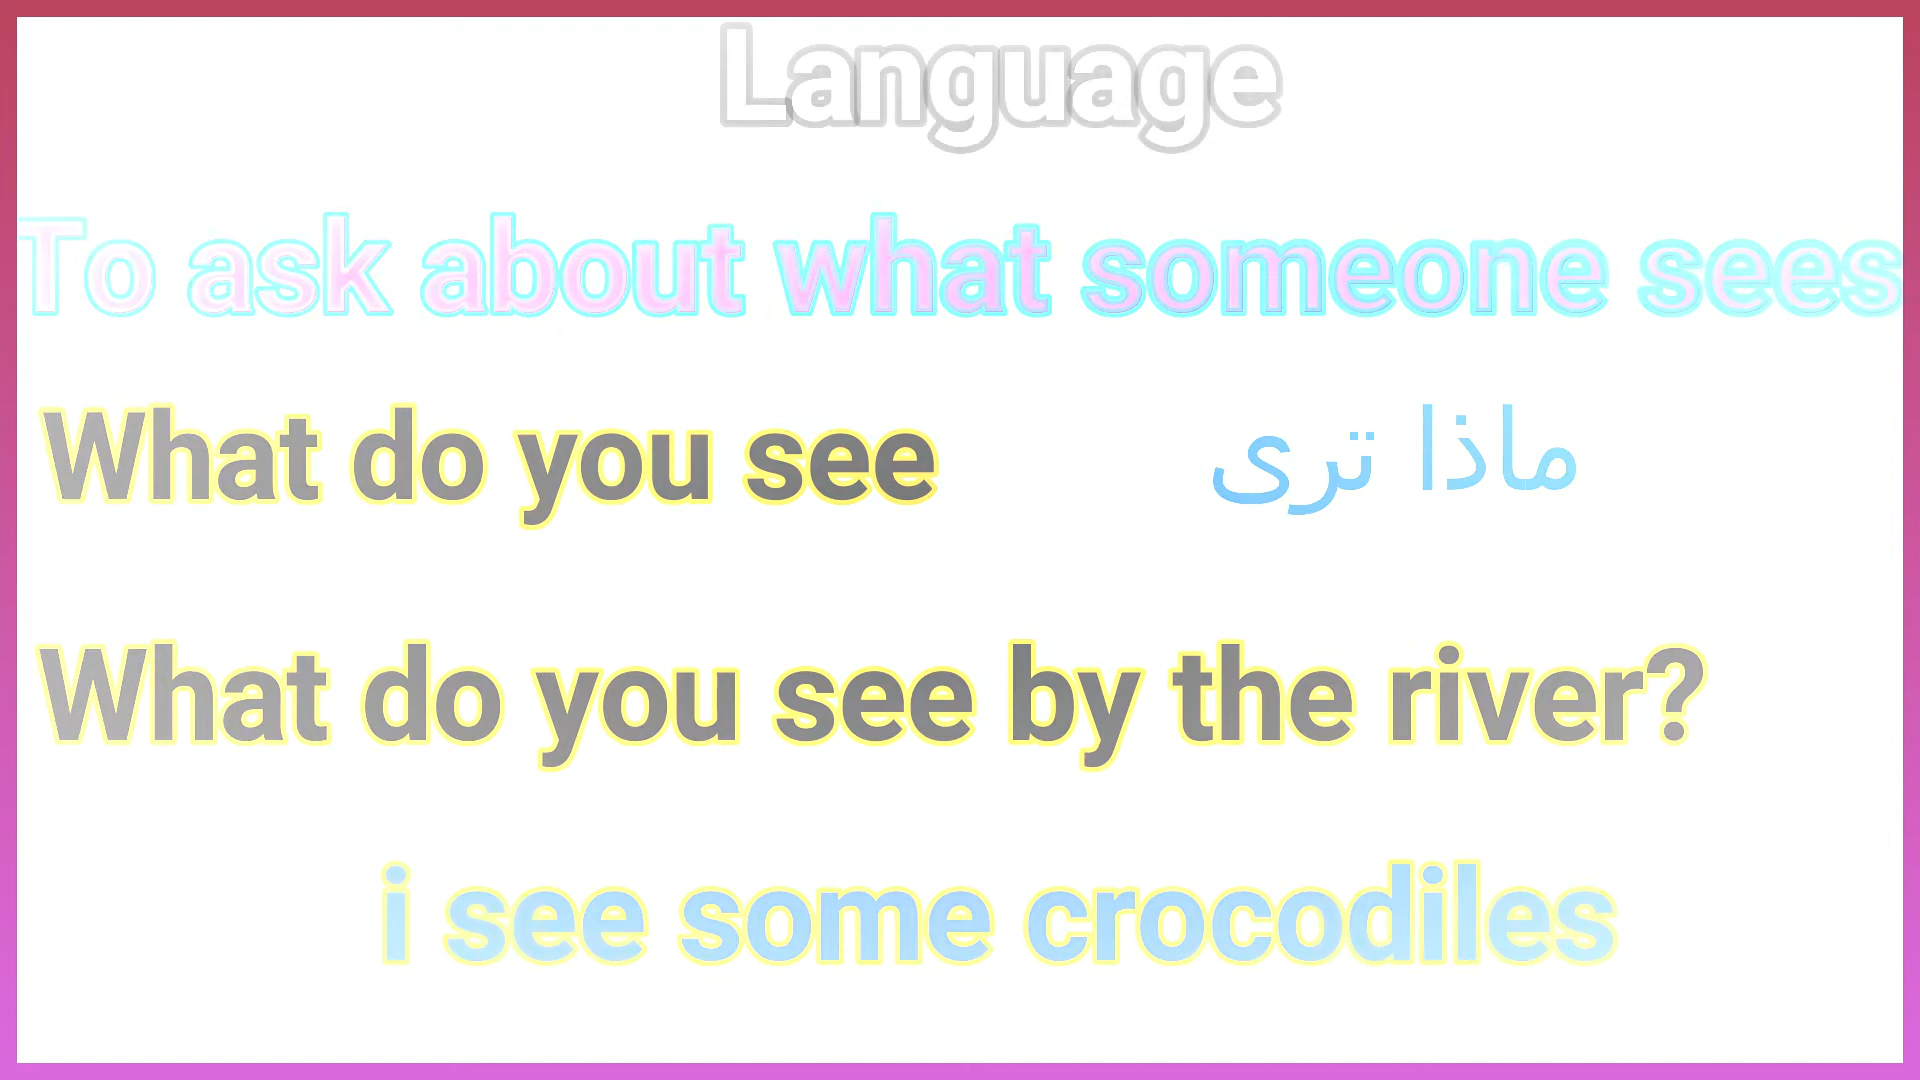 Language
To ask about what someone sees
What do you see ماذا ترى
What do you see by the river?
i see some crocodiles